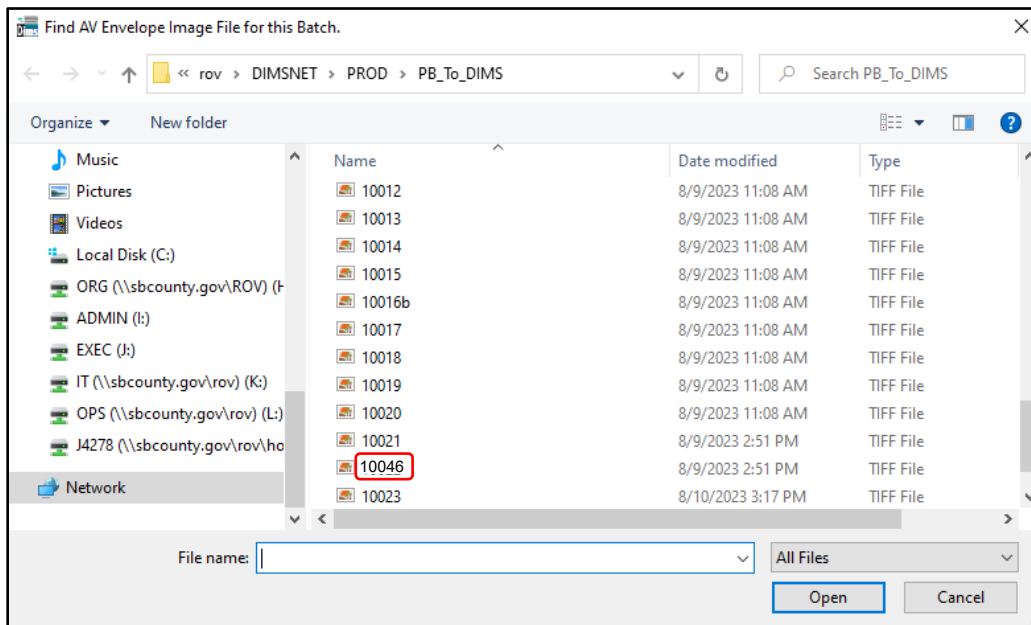 Find AV Envelope Image File for this Batch.
« rov > DIMSNET > PROD > PB_To_DIMS
Search PB_To_DIMS
Organize
New folder
Music
Pictures
Videos
Local Disk (C:)
ORG (\\sbcounty.gov\ROV) (H
ADMIN (I:)
EXEC (J:)
IT (\\sbcounty.gov\rov) (K:)
OPS (\\sbcounty.gov\rov) (L:)
J4278 (\\sbcounty.gov\rov\ho
Network
Name Date modified Type
10012 8/9/2023 11:08 AM TIFF File
10013 8/9/2023 11:08 AM TIFF File
10014 8/9/2023 11:08 AM TIFF File
10015 8/9/2023 11:08 AM TIFF File
10016b 8/9/2023 11:08 AM TIFF File
10017 8/9/2023 11:08 AM TIFF File
10018 8/9/2023 11:08 AM TIFF File
10019 8/9/2023 11:08 AM TIFF File
10020 8/9/2023 11:08 AM TIFF File
10021 8/9/2023 2:51 PM TIFF File
10046 8/9/2023 2:51 PM TIFF File
10023 8/10/2023 3:17 PM TIFF File
File name:
All Files
Open
Cancel